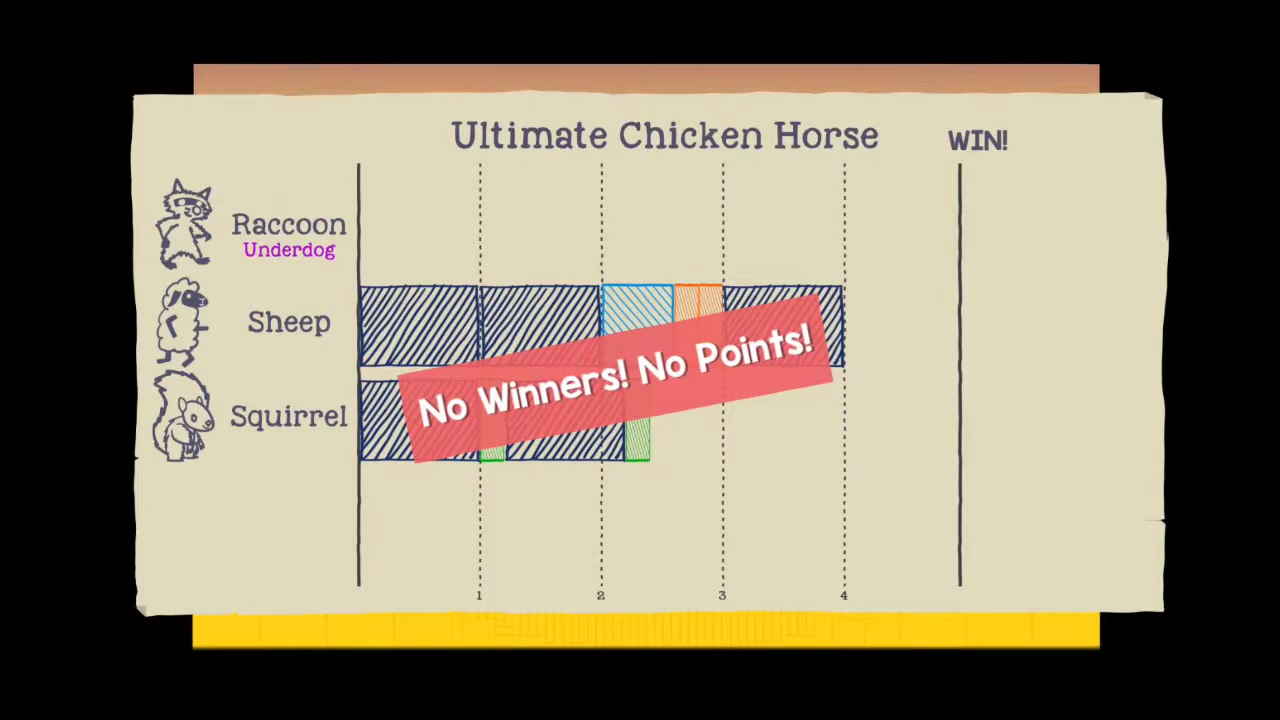 Ultimate Chicken Horse
WIN!
Raccoon
Underdog
Sheep
No Winners! No Points!
Squirrel
1 2 3 4